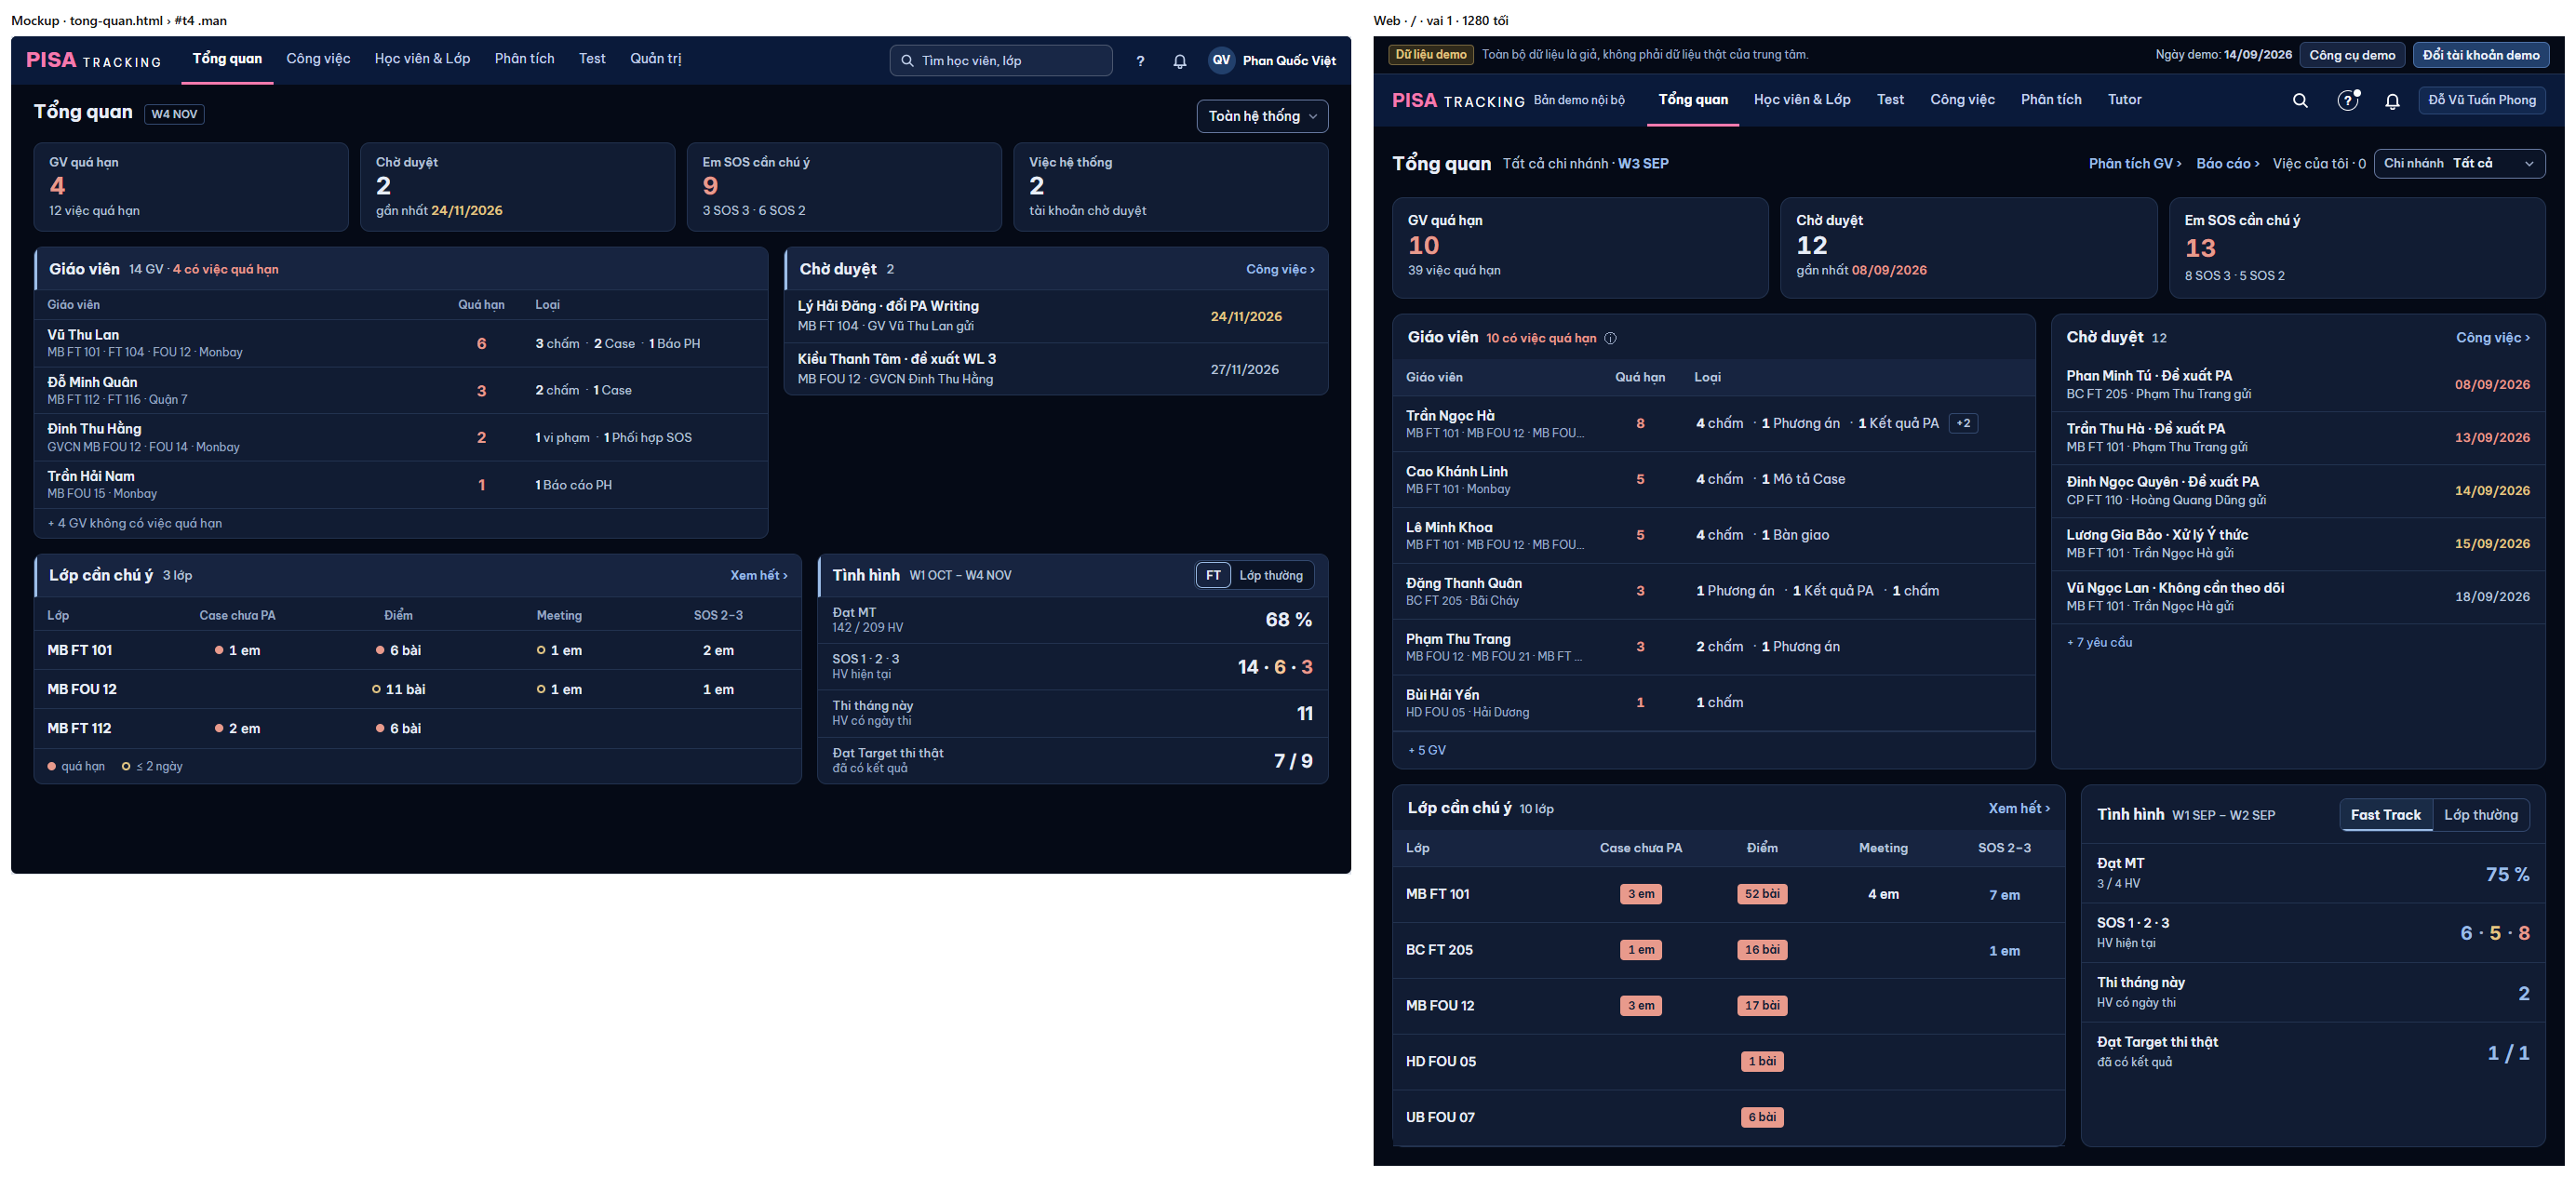 Mockup · tong-quan.html › #t4 .man
PISA TRACKING Tổng quan Công việc Học viên & Lớp Phân tích Test Quản trị Tìm học viên, lớp ? QV Phan Quốc Việt
Tổng quan W4 NOV Toàn hệ thống
GV quá hạn
4
12 việc quá hạn
Chờ duyệt
2
gần nhất 24/11/2026
Em SOS cần chú ý
9
3 SOS 3 · 6 SOS 2
Việc hệ thống
2
tài khoản chờ duyệt
Giáo viên 14 GV · 4 có việc quá hạn
Giáo viên Quá hạn Loại
Vũ Thu Lan
MB FT 101 · FT 104 · FOU 12 · Monbay
6 3 chấm · 2 Case · 1 Báo PH
Đỗ Minh Quân
MB FT 112 · FT 116 · Quận 7
3 2 chấm · 1 Case
Đinh Thu Hằng
GVCN MB FOU 12 · FOU 14 · Monbay
2 1 vi phạm · 1 Phối hợp SOS
Trần Hải Nam
MB FOU 15 · Monbay
1 1 Báo cáo PH
+ 4 GV không có việc quá hạn
Chờ duyệt 2 Công việc ›
Lý Hải Đăng · đổi PA Writing
MB FT 104 · GV Vũ Thu Lan gửi
24/11/2026
Kiều Thanh Tâm · đề xuất WL 3
MB FOU 12 · GVCN Đinh Thu Hằng
27/11/2026
Lớp cần chú ý 3 lớp Xem hết ›
Lớp Case chưa PA Điểm Meeting SOS 2–3
MB FT 101 1 em 6 bài 1 em 2 em
MB FOU 12 11 bài 1 em 1 em
MB FT 112 2 em 6 bài
quá hạn ≤ 2 ngày
Tình hình W1 OCT – W4 NOV FT Lớp thường
Đạt MT
142 / 209 HV
68 %
SOS 1 · 2 · 3
HV hiện tại
14 · 6 · 3
Thi tháng này
HV có ngày thi
11
Đạt Target thi thật
đã có kết quả
7 / 9
Web · / · vai 1 · 1280 tối
Dữ liệu demo Toàn bộ dữ liệu là giả, không phải dữ liệu thật của trung tâm. Ngày demo: 14/09/2026 Công cụ demo Đổi tài khoản demo
PISA TRACKING Bản demo nội bộ Tổng quan Học viên & Lớp Test Công việc Phân tích Tutor ? Đỗ Vũ Tuấn Phong
Tổng quan Tất cả chi nhánh · W3 SEP Phân tích GV › Báo cáo › Việc của tôi · 0 Chi nhánh Tất cả
GV quá hạn
10
39 việc quá hạn
Chờ duyệt
12
gần nhất 08/09/2026
Em SOS cần chú ý
13
8 SOS 3 · 5 SOS 2
Giáo viên 10 có việc quá hạn
Giáo viên Quá hạn Loại
Trần Ngọc Hà
MB FT 101 · MB FOU 12 · MB FOU...
8 4 chấm · 1 Phương án · 1 Kết quả PA +2
Cao Khánh Linh
MB FT 101 · Monbay
5 4 chấm · 1 Mô tả Case
Lê Minh Khoa
MB FT 101 · MB FOU 12 · MB FOU...
5 4 chấm · 1 Bàn giao
Đặng Thanh Quân
BC FT 205 · Bãi Cháy
3 1 Phương án · 1 Kết quả PA · 1 chấm
Phạm Thu Trang
MB FOU 12 · MB FOU 21 · MB FT ...
3 2 chấm · 1 Phương án
Bùi Hải Yến
HD FOU 05 · Hải Dương
1 1 chấm
+ 5 GV
Chờ duyệt 12 Công việc ›
Phan Minh Tú · Đề xuất PA
BC FT 205 · Phạm Thu Trang gửi
08/09/2026
Trần Thu Hà · Đề xuất PA
MB FT 101 · Phạm Thu Trang gửi
13/09/2026
Đinh Ngọc Quyên · Đề xuất PA
CP FT 110 · Hoàng Quang Dũng gửi
14/09/2026
Lương Gia Bảo · Xử lý Ý thức
MB FT 101 · Trần Ngọc Hà gửi
15/09/2026
Vũ Ngọc Lan · Không cần theo dõi
MB FT 101 · Trần Ngọc Hà gửi
18/09/2026
+ 7 yêu cầu
Lớp cần chú ý 10 lớp Xem hết ›
Lớp Case chưa PA Điểm Meeting SOS 2–3
MB FT 101 3 em 52 bài 4 em 7 em
BC FT 205 1 em 16 bài 1 em
MB FOU 12 3 em 17 bài
HD FOU 05 1 bài
UB FOU 07 6 bài
Tình hình W1 SEP – W2 SEP Fast Track Lớp thường
Đạt MT
3 / 4 HV
75 %
SOS 1 · 2 · 3
HV hiện tại
6 · 5 · 8
Thi tháng này
HV có ngày thi
2
Đạt Target thi thật
đã có kết quả
1 / 1